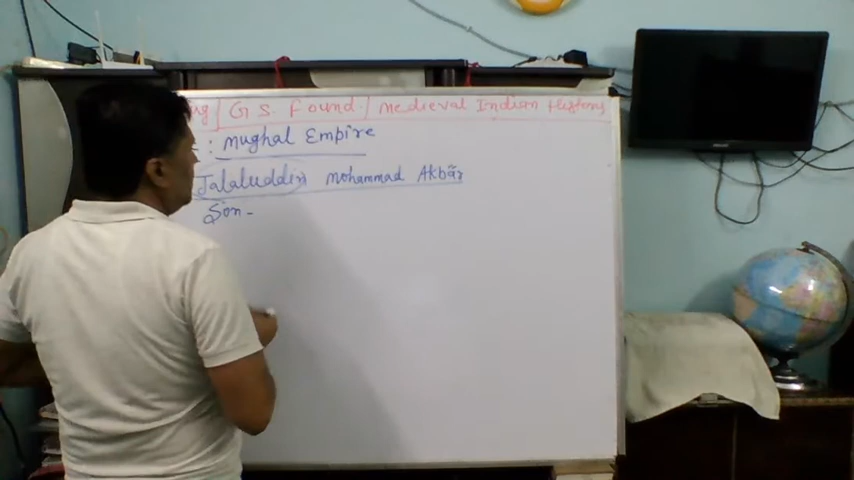 G S. Found. / Medieval Indian History
: Mughal Empire
Jalaluddin Mohammad Akbar
Son -